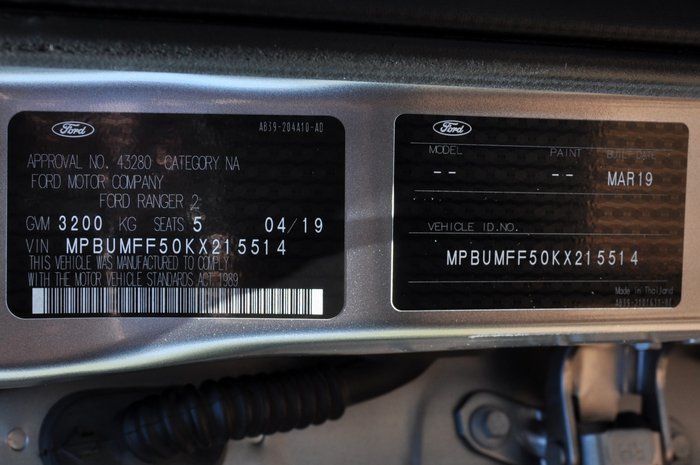 Ford
AB39-204A10-AD
APPROVAL NO. 43280 CATEGORY NA
FORD MOTOR COMPANY
FORD RANGER 2
GVM 3200 KG SEATS 5 04/19
VIN MPBUMFF50KX215514
THIS VEHICLE WAS MANUFACTURED TO COMPLY
WITH THE MOTOR VEHICLE STANDARDS ACT 1989
Ford
MODEL PAINT BUILT DATE
-- -- MAR19
VEHICLE ID.NO.
MPBUMFF50KX215514
Made in Thailand